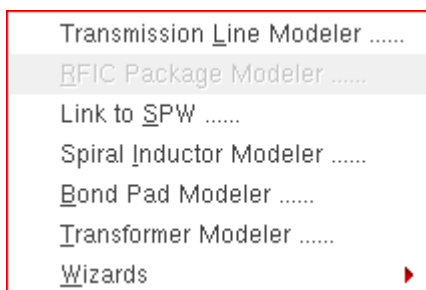 Transmission Line Modeler ......
RFIC Package Modeler ......
Link to SPW ......
Spiral Inductor Modeler ......
Bond Pad Modeler ......
Transformer Modeler ......
Wizards